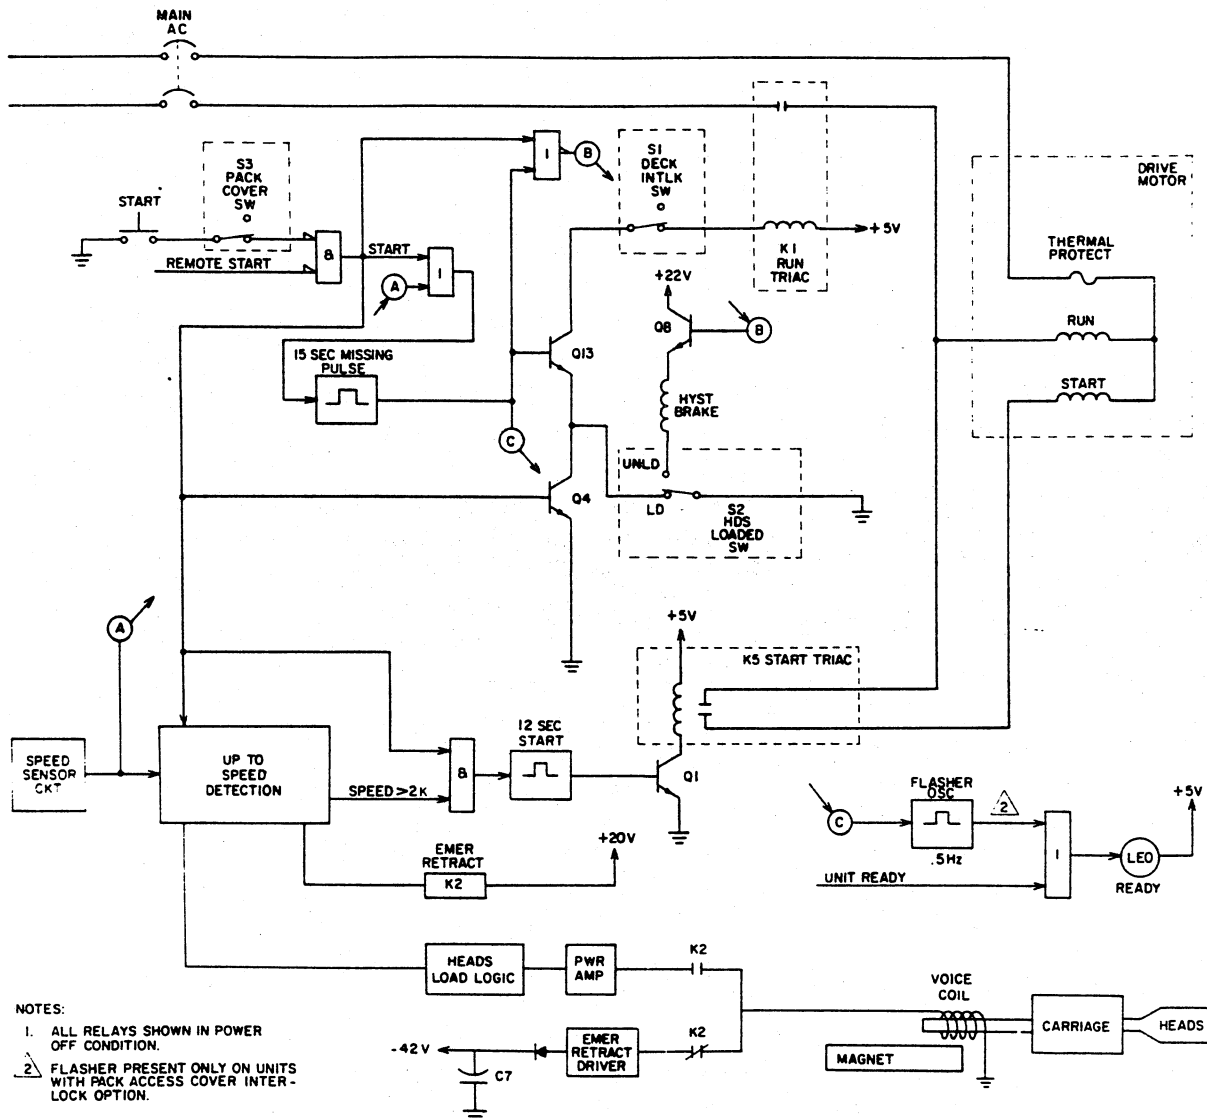 MAIN
AC
S3
PACK
COVER
SW
START
REMOTE START
&
START
A
I
I
B
S1
DECK
INTLK
SW
K1
RUN
TRIAC
+5V
DRIVE
MOTOR
THERMAL
PROTECT
RUN
START
15 SEC MISSING
PULSE
Q13
C
Q4
+22V
Q8
B
HYST
BRAKE
UNLD
LD
S2
HDS
LOADED
SW
A
+5V
K5 START TRIAC
SPEED
SENSOR
CKT
UP TO
SPEED
DETECTION
SPEED>2K
&
12 SEC
START
Q1
EMER
RETRACT
K2
+20V
C
FLASHER
OSC
.5Hz
2
UNIT READY
I
LED
READY
+5V
HEADS
LOAD LOGIC
PWR
AMP
K2
-42V
C7
EMER
RETRACT
DRIVER
K2
VOICE
COIL
MAGNET
CARRIAGE
HEADS
NOTES:
1. ALL RELAYS SHOWN IN POWER
OFF CONDITION.
2 FLASHER PRESENT ONLY ON UNITS
WITH PACK ACCESS COVER INTER-
LOCK OPTION.